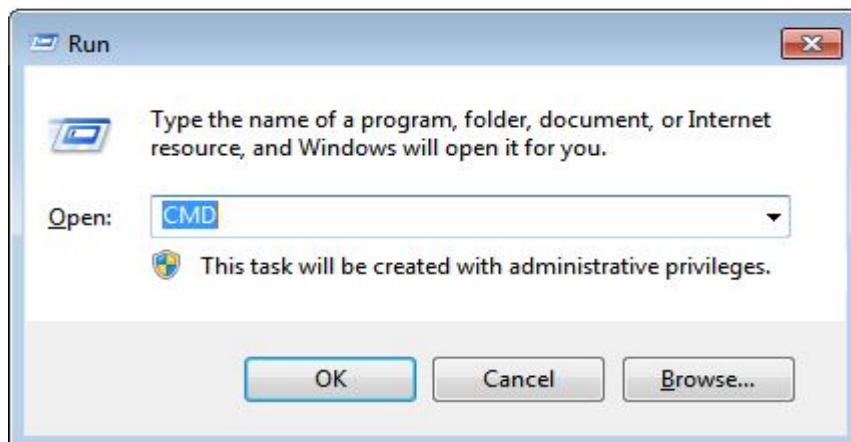 Run
Type the name of a program, folder, document, or Internet
resource, and Windows will open it for you.
Open: CMD
This task will be created with administrative privileges.
OK Cancel Browse...